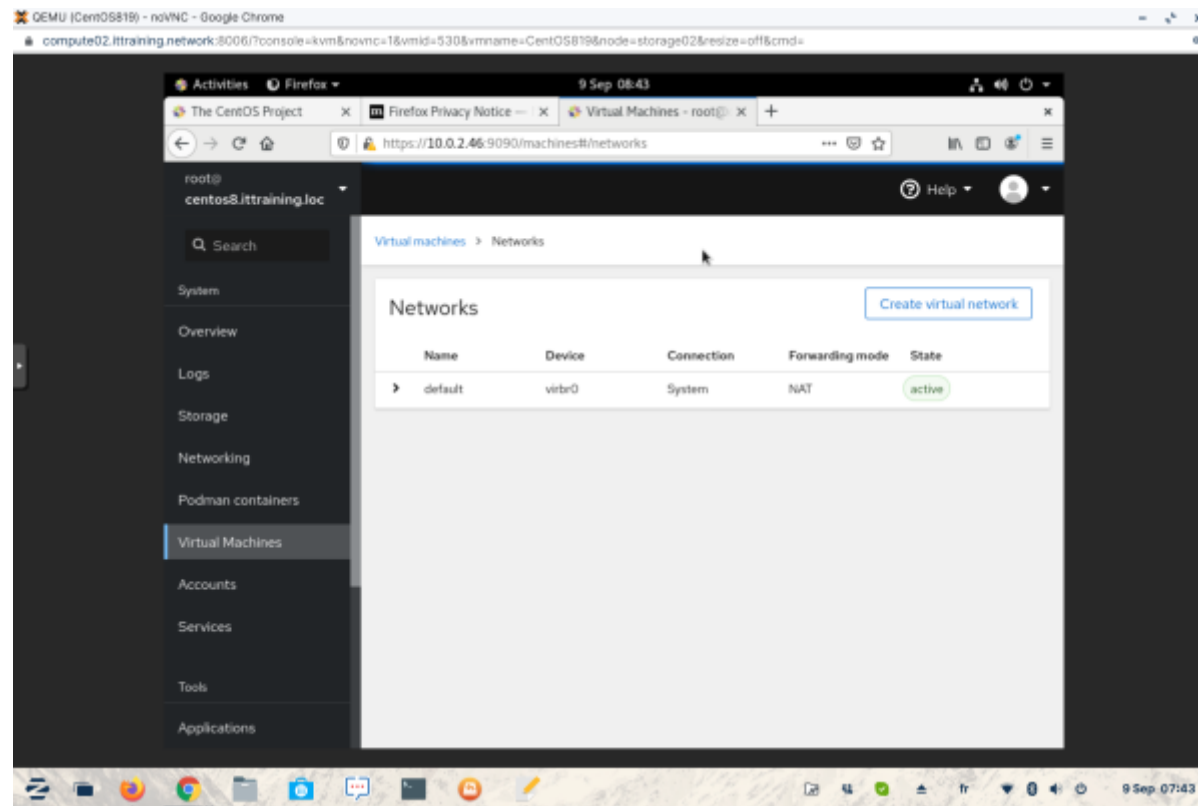 QEMU (CentOS819) - noVNC - Google Chrome
compute02.ittraining.network:8006/?console=kvm&novnc=1&vmid=530&vmname=CentOS819&node=storage02&resize=off&cmd=
Activities Firefox 9 Sep 08:43
The CentOS Project Firefox Privacy Notice — Virtual Machines - root@
https://10.0.2.46:9090/machines#/networks
root@
centos8.ittraining.loc
Help
Search
Virtual machines > Networks
System
Networks
Create virtual network
Overview
Name Device Connection Forwarding mode State
Logs
default virbr0 System NAT active
Storage
Networking
Podman containers
Virtual Machines
Accounts
Services
Tools
Applications
fr 9 Sep 07:43